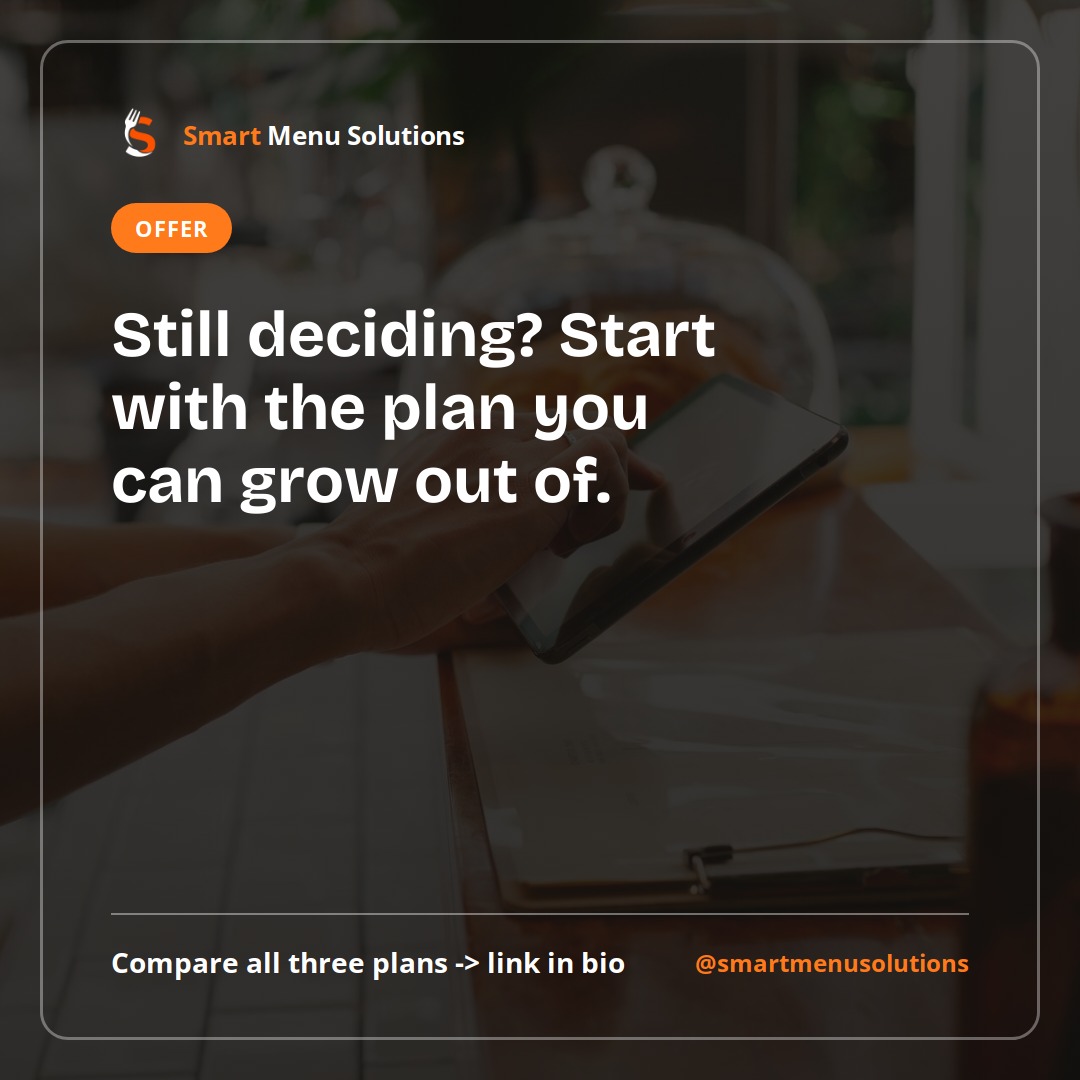 Smart Menu Solutions
OFFER
Still deciding? Start
with the plan you
can grow out of.
Compare all three plans -> link in bio
@smartmenusolutions